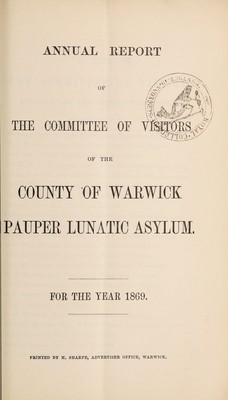 ANNUAL REPORT
OF
THE COMMITTEE OF VISITORS
OF THE
COUNTY OF WARWICK
PAUPER LUNATIC ASYLUM.
FOR THE YEAR 1869.
PRINTED BY H. SHARPE, ADVERTISER OFFICE, WARWICK.